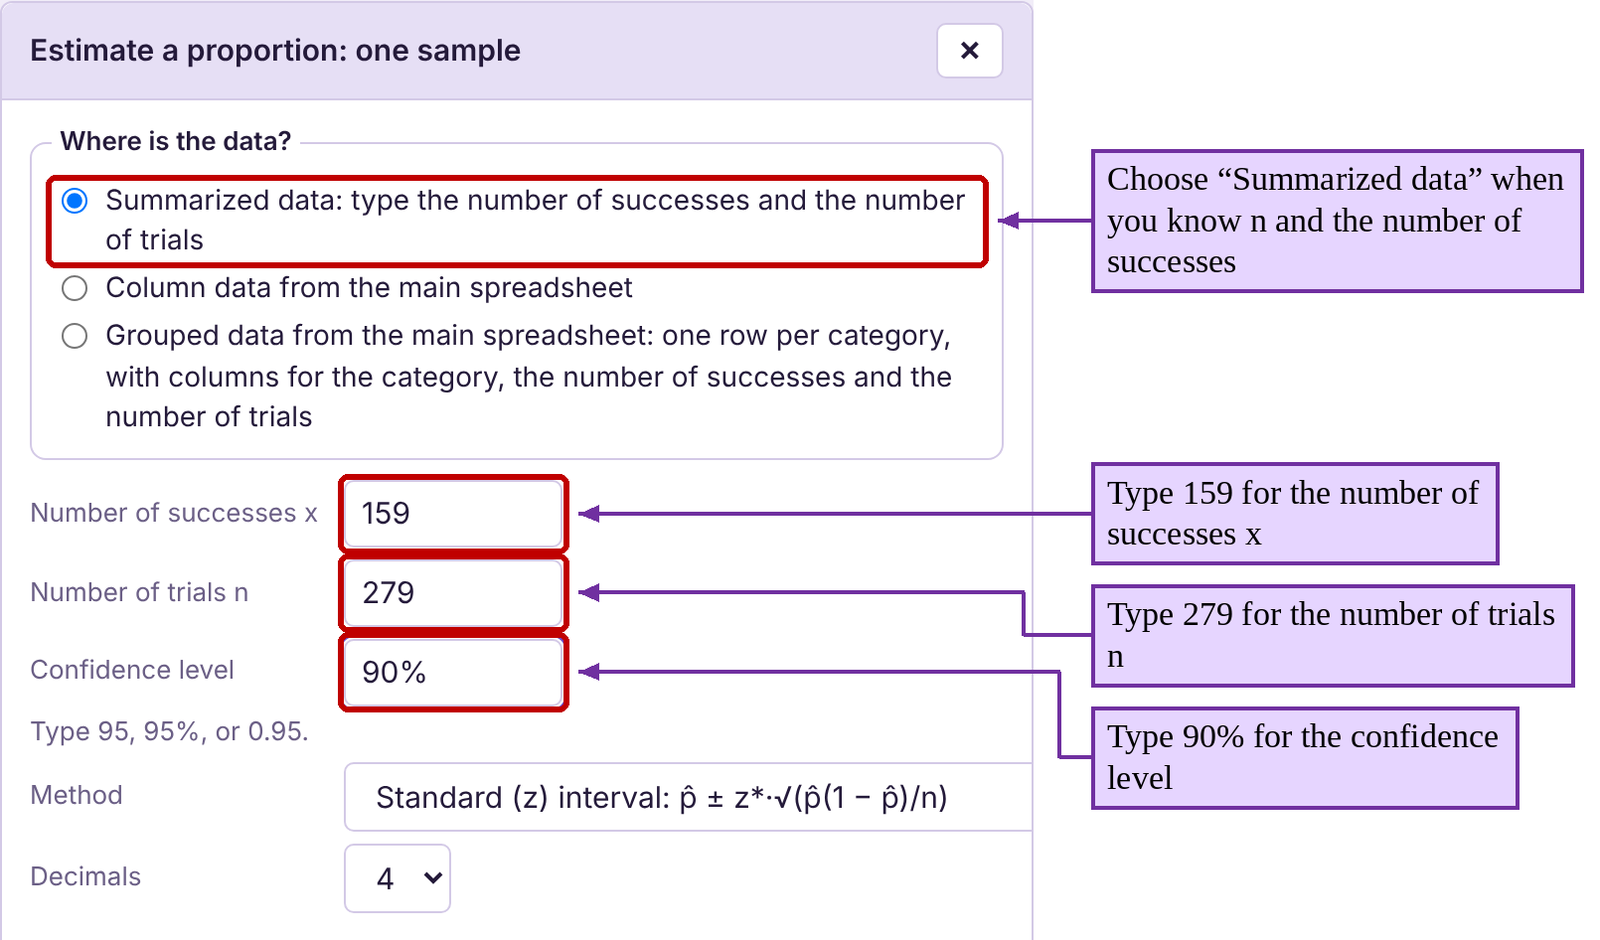 Estimate a proportion: one sample
×
Where is the data?
Summarized data: type the number of successes and the number
of trials
Column data from the main spreadsheet
Grouped data from the main spreadsheet: one row per category,
with columns for the category, the number of successes and the
number of trials
Number of successes x
159
Number of trials n
279
Confidence level
90%
Type 95, 95%, or 0.95.
Method
Standard (z) interval: p̂ ± z*·√(p̂(1 − p̂)/n)
Decimals
4
Choose “Summarized data” when
you know n and the number of
successes
Type 159 for the number of
successes x
Type 279 for the number of trials
n
Type 90% for the confidence
level